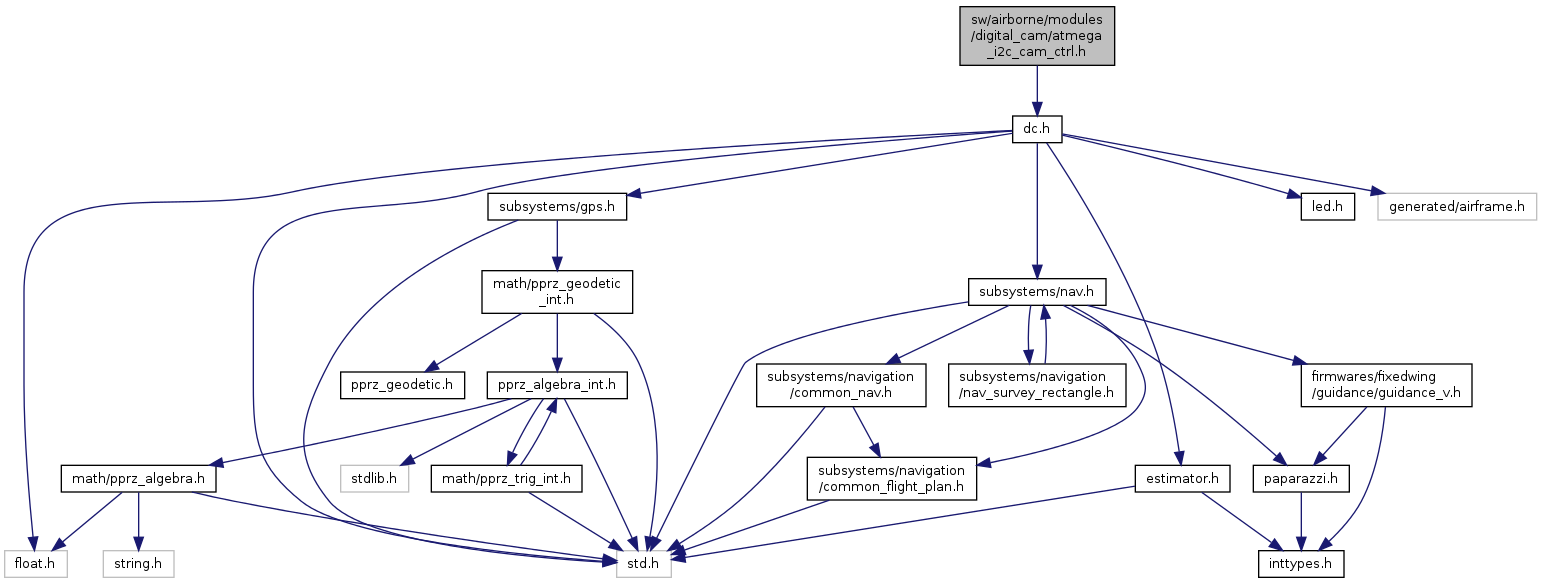 sw/airborne/modules
/digital_cam/atmega
_i2c_cam_ctrl.h
dc.h
subsystems/gps.h
led.h
generated/airframe.h
math/pprz_geodetic
_int.h
subsystems/nav.h
pprz_geodetic.h
pprz_algebra_int.h
subsystems/navigation
/common_nav.h
subsystems/navigation
/nav_survey_rectangle.h
firmwares/fixedwing
/guidance/guidance_v.h
math/pprz_algebra.h
stdlib.h
math/pprz_trig_int.h
subsystems/navigation
/common_flight_plan.h
estimator.h
paparazzi.h
float.h
string.h
std.h
inttypes.h